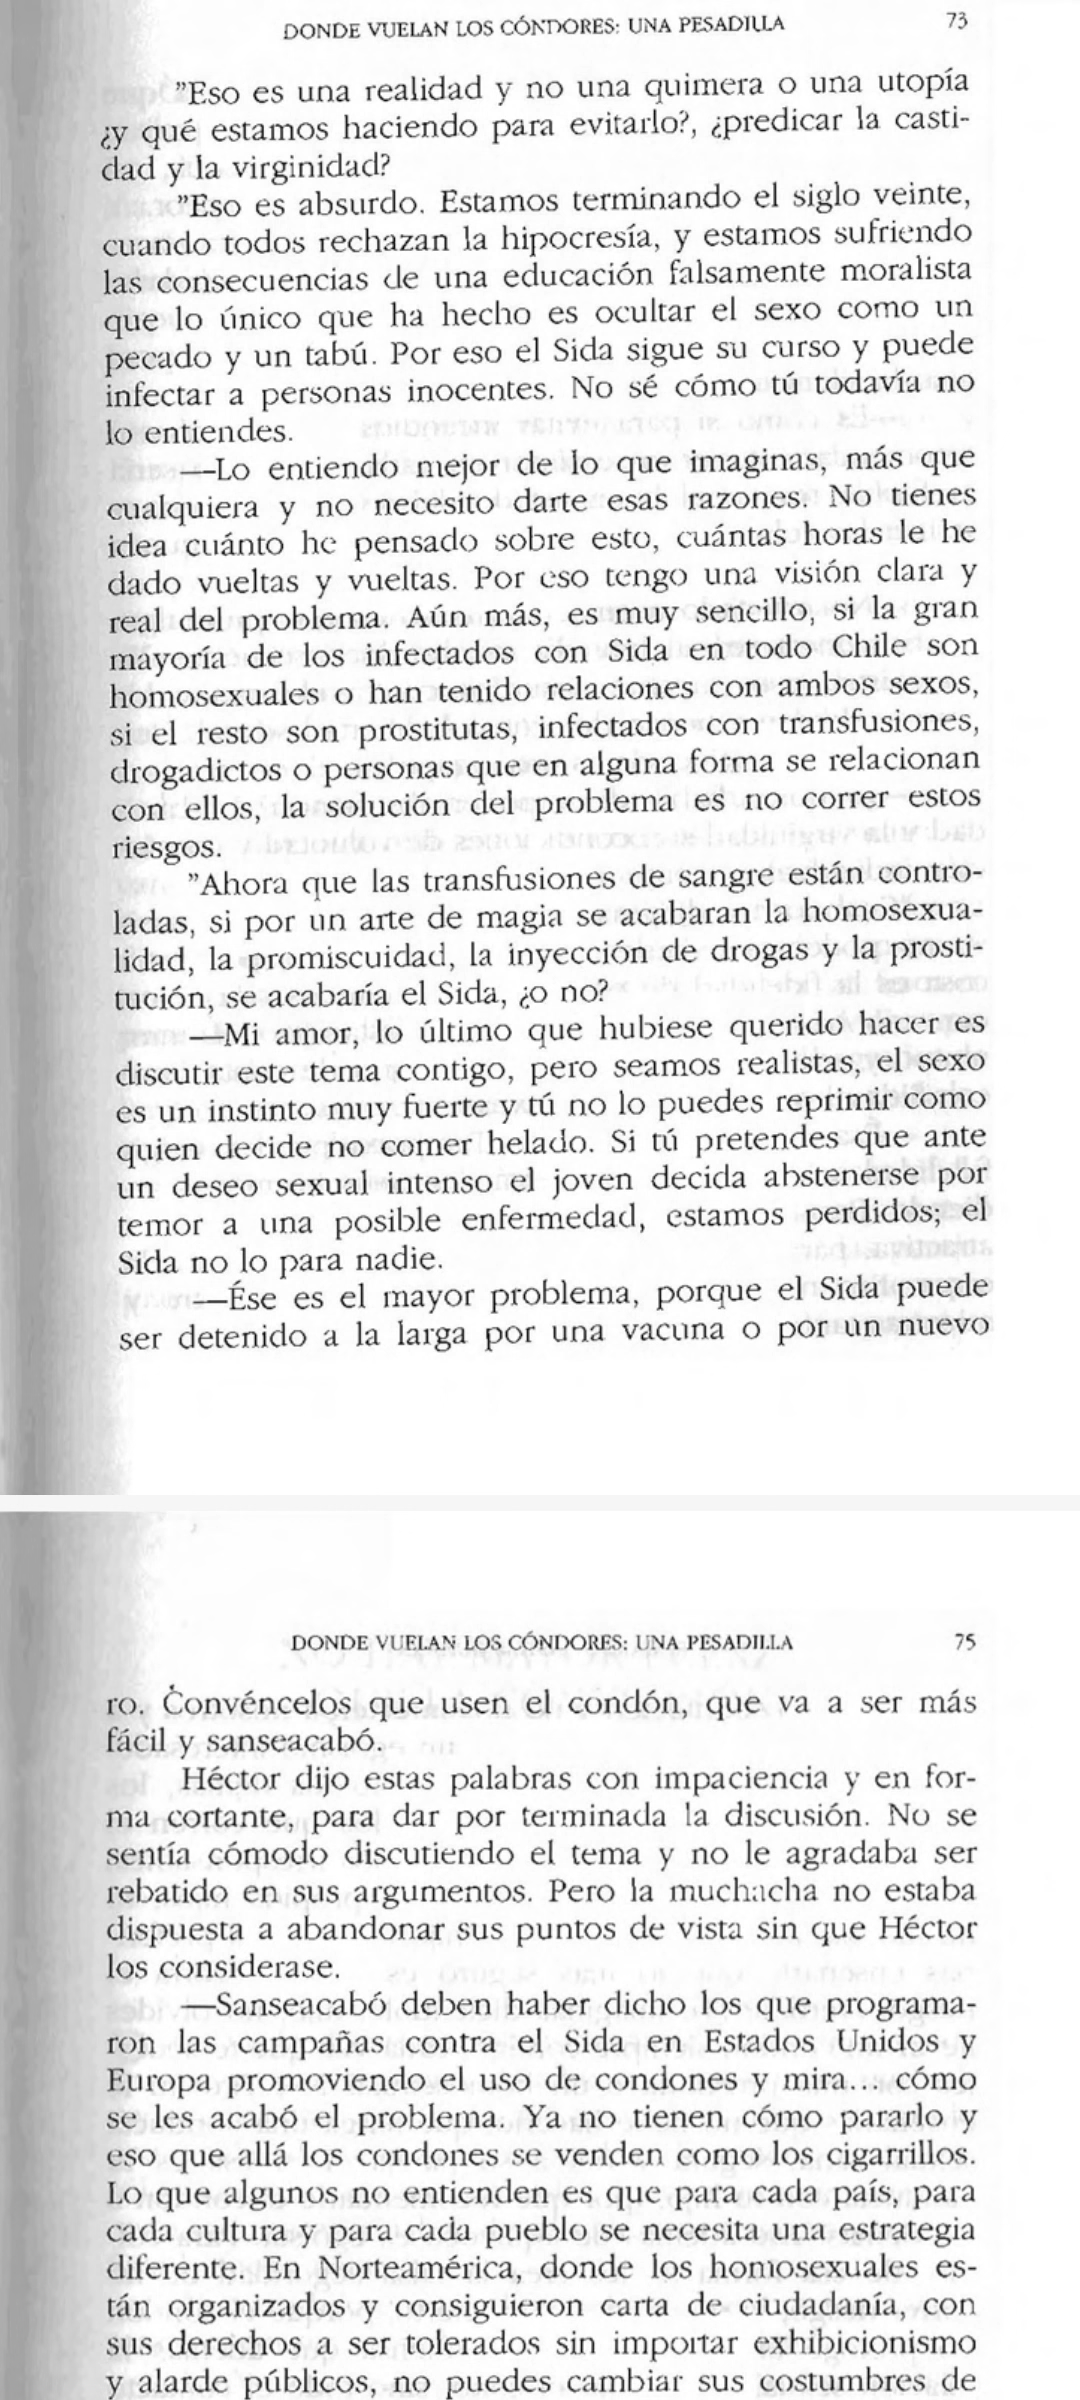 DONDE VUELAN LOS CÓNDORES: UNA PESADILLA 73
"Eso es una realidad y no una quimera o una utopía
¿y qué estamos haciendo para evitarlo?, ¿predicar la casti-
dad y la virginidad?
"Eso es absurdo. Estamos terminando el siglo veinte,
cuando todos rechazan la hipocresía, y estamos sufriendo
las consecuencias de una educación falsamente moralista
que lo único que ha hecho es ocultar el sexo como un
pecado y un tabú. Por eso el Sida sigue su curso y puede
infectar a personas inocentes. No sé cómo tú todavía no
lo entiendes.
—Lo entiendo mejor de lo que imaginas, más que
cualquiera y no necesito darte esas razones. No tienes
idea cuánto he pensado sobre esto, cuántas horas le he
dado vueltas y vueltas. Por eso tengo una visión clara y
real del problema. Aún más, es muy sencillo, si la gran
mayoría de los infectados con Sida en todo Chile son
homosexuales o han tenido relaciones con ambos sexos,
si el resto son prostitutas, infectados con transfusiones,
drogadictos o personas que en alguna forma se relacionan
con ellos, la solución del problema es no correr estos
riesgos.
"Ahora que las transfusiones de sangre están contro-
ladas, si por un arte de magia se acabaran la homosexua-
lidad, la promiscuidad, la inyección de drogas y la prosti-
tución, se acabaría el Sida, ¿o no?
—Mi amor, lo último que hubiese querido hacer es
discutir este tema contigo, pero seamos realistas, el sexo
es un instinto muy fuerte y tú no lo puedes reprimir como
quien decide no comer helado. Si tú pretendes que ante
un deseo sexual intenso el joven decida abstenerse por
temor a una posible enfermedad, estamos perdidos; el
Sida no lo para nadie.
—Ése es el mayor problema, porque el Sida puede
ser detenido a la larga por una vacuna o por un nuevo
DONDE VUELAN LOS CÓNDORES: UNA PESADILLA 75
ro. Convéncelos que usen el condón, que va a ser más
fácil y sanseacabó.
Héctor dijo estas palabras con impaciencia y en for-
ma cortante, para dar por terminada la discusión. No se
sentía cómodo discutiendo el tema y no le agradaba ser
rebatido en sus argumentos. Pero la muchacha no estaba
dispuesta a abandonar sus puntos de vista sin que Héctor
los considerase.
—Sanseacabó deben haber dicho los que programa-
ron las campañas contra el Sida en Estados Unidos y
Europa promoviendo el uso de condones y mira... cómo
se les acabó el problema. Ya no tienen cómo pararlo y
eso que allá los condones se venden como los cigarrillos.
Lo que algunos no entienden es que para cada país, para
cada cultura y para cada pueblo se necesita una estrategia
diferente. En Norteamérica, donde los homosexuales es-
tán organizados y consiguieron carta de ciudadanía, con
sus derechos a ser tolerados sin importar exhibicionismo
y alarde públicos, no puedes cambiar sus costumbres de